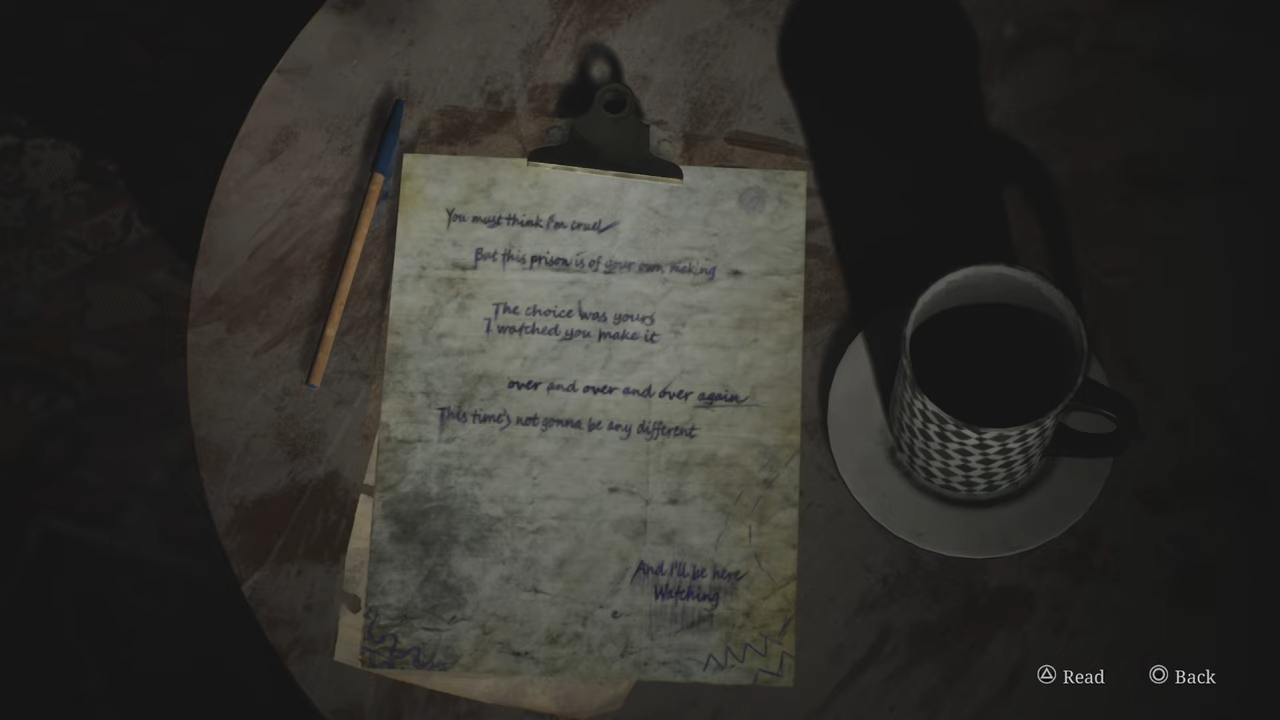 You must think I'm cruel
But this prison is of your own making
The choice was yours
I watched you make it
over and over and over again
This time's not gonna be any different
And I'll be here
Watching
Read
Back